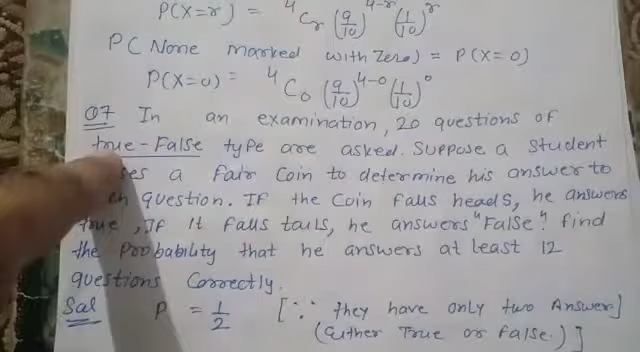 P(X=r) = ⁴Cᵣ (9/10)⁴⁻ʳ (1/10)ʳ
P(None marked with zero) = P(X=0)
P(X=0) = ⁴C₀ (9/10)⁴⁻⁰ (1/10)⁰
Q7 In an examination, 20 questions of
true-False type are asked. Suppose a student
a fair coin to determine his answer to
question. If the coin falls heads, he answers
true, If it falls tails, he answers "False". find
the probability that he answers at least 12
questions Correctly.
Sol P = 1/2 [∵ they have only two Answer]
(Either True or false.)]